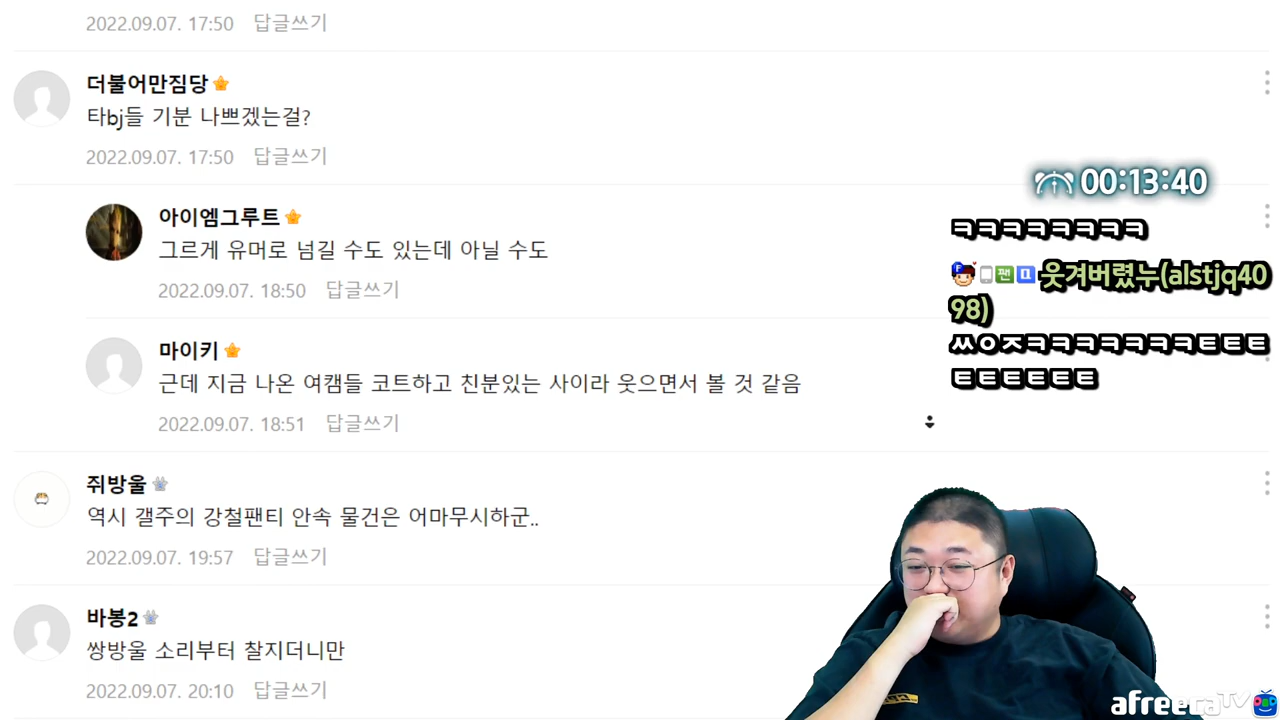 2022.09.07. 17:50 답글쓰기
더불어만짐당
타bj들 기분 나쁘겠는걸?
2022.09.07. 17:50 답글쓰기
아이엠그루트
그르게 유머로 넘길 수도 있는데 아닐 수도
2022.09.07. 18:50 답글쓰기
마이키
근데 지금 나온 여캠들 코트하고 친분있는 사이라 웃으면서 볼 것 같음
2022.09.07. 18:51 답글쓰기
쥐방울
역시 갤주의 강철팬티 안속 물건은 어마무시하군..
2022.09.07. 19:57 답글쓰기
바봉2
쌍방울 소리부터 찰지더니만
2022.09.07. 20:10 답글쓰기
00:13:40
ㅋㅋㅋㅋㅋㅋㅋㅋ
F 팬 α 웃겨버렸누(alstjq40
98)
ㅆㅇㅈㅋㅋㅋㅋㅋㅋㅋㅌㅌㅌ
ㅌㅌㅌㅌㅌㅌ
afreecaTV